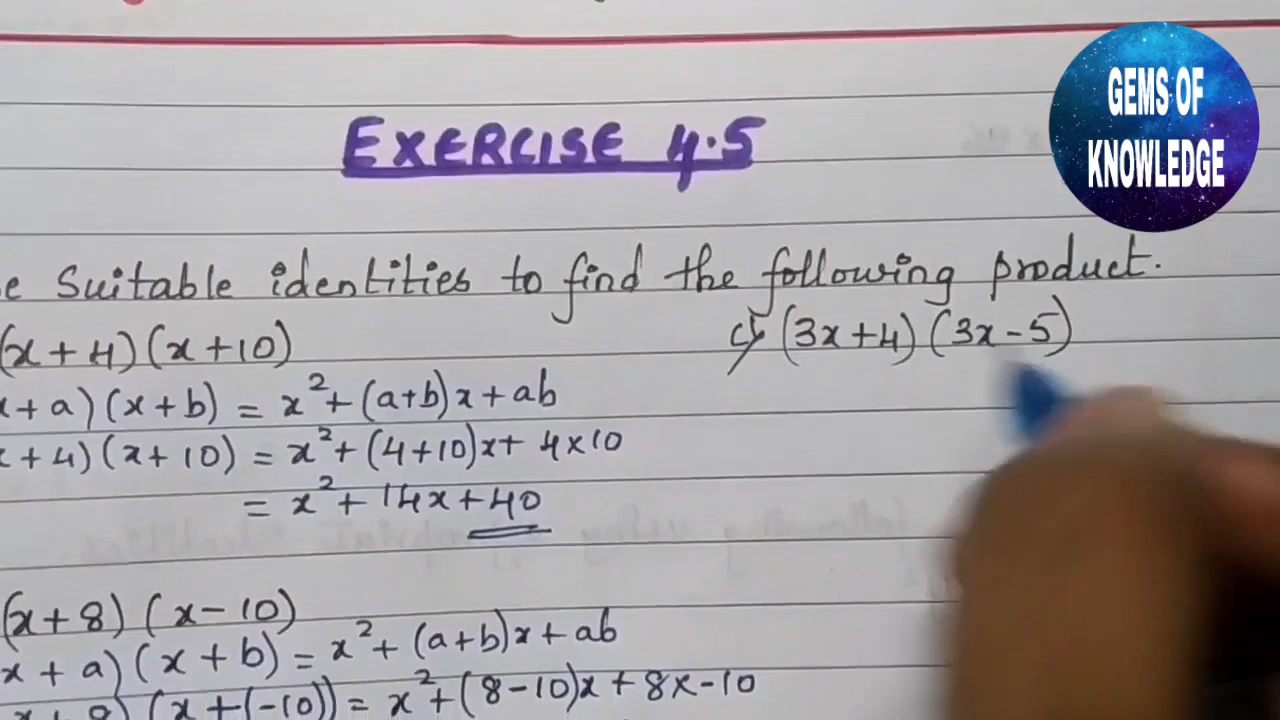 GEMS OF
KNOWLEDGE
EXERCISE 4.5
e suitable identities to find the following product.
(x+4)(x+10)
c) (3x+4)(3x-5)
x+a)(x+b) = x²+(a+b)x+ab
x+4)(x+10) = x²+(4+10)x+4×10
= x²+14x+40
(x+8)(x-10)
x+a)(x+b) = x²+(a+b)x+ab
x+8)(x+(-10)) = x²+(8-10)x+8x-10